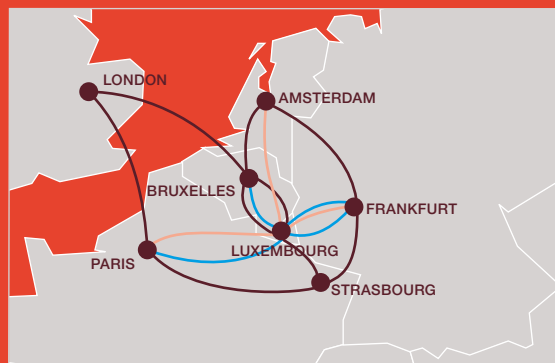 LONDON
AMSTERDAM
BRUXELLES
FRANKFURT
LUXEMBOURG
PARIS
STRASBOURG